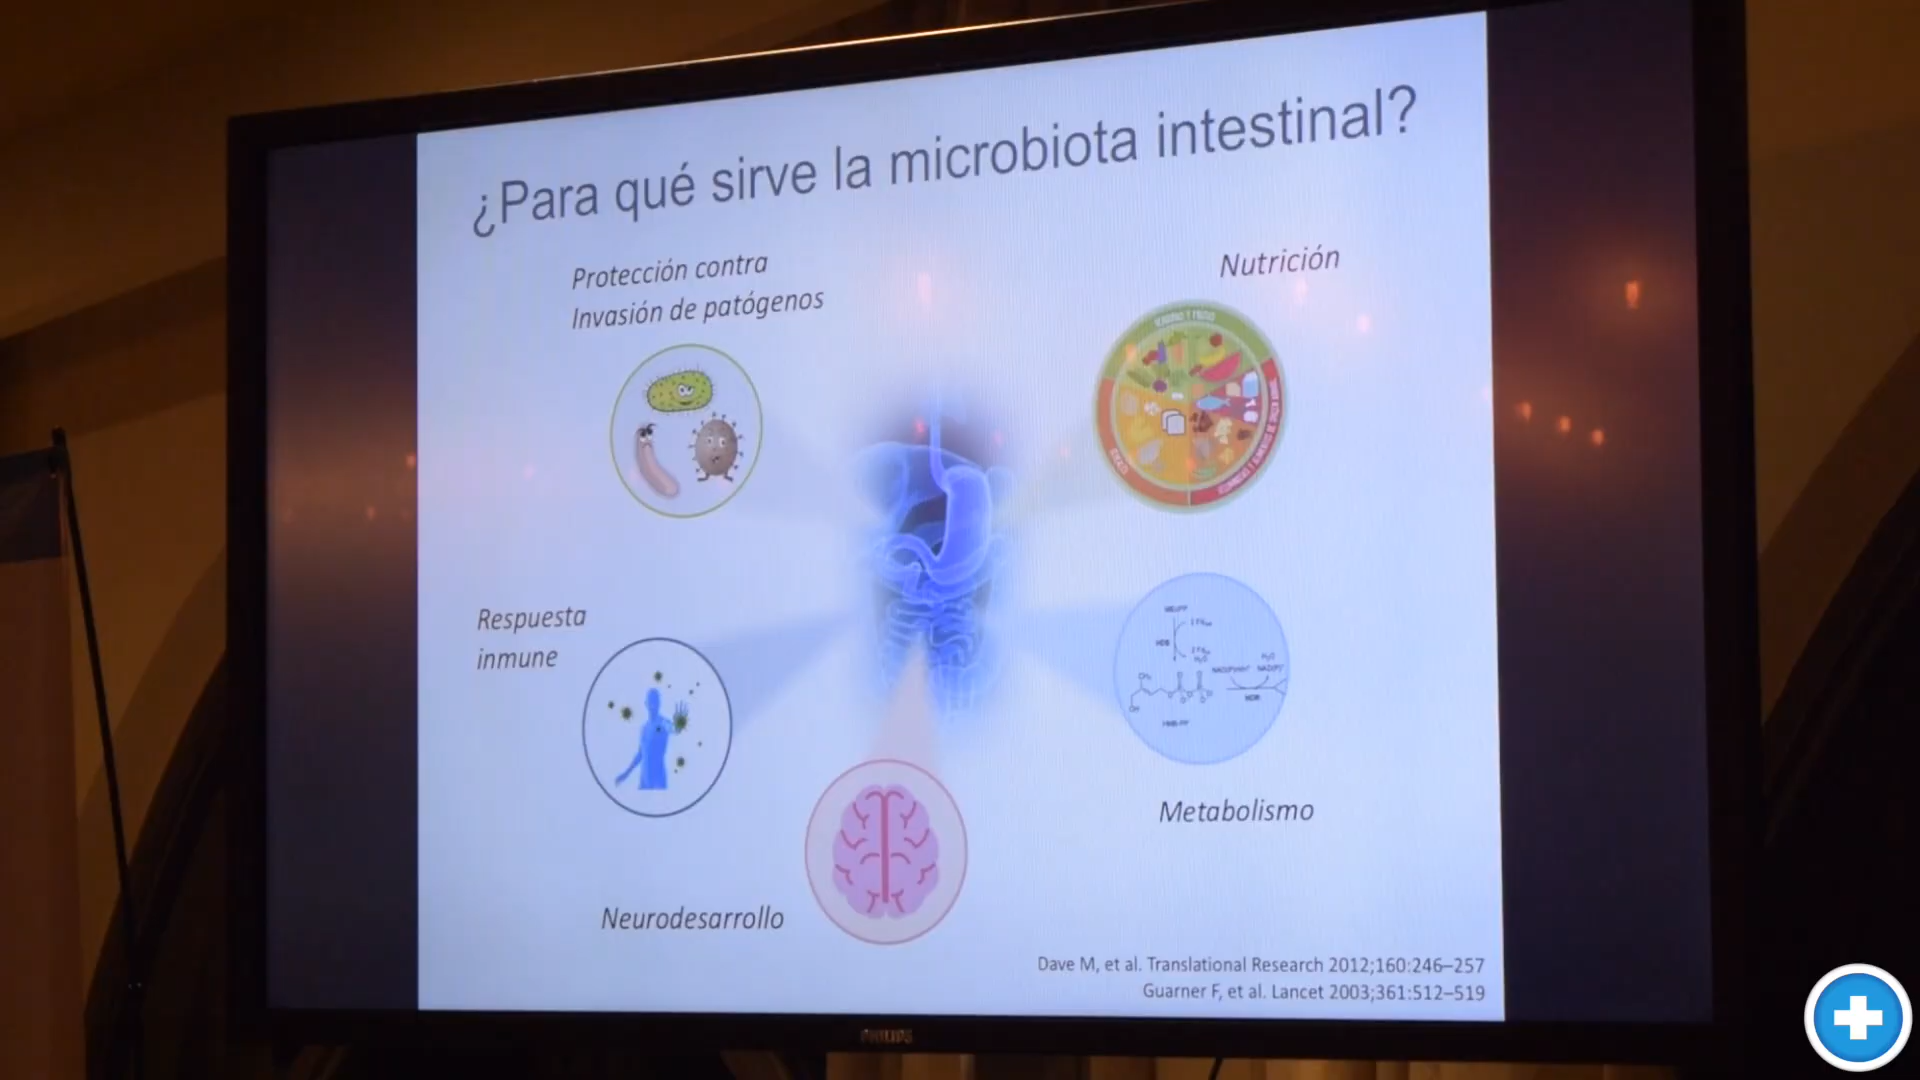 ¿Para qué sirve la microbiota intestinal?
Protección contra
Invasión de patógenos
Nutrición
Respuesta
inmune
Metabolismo
Neurodesarrollo
Dave M, et al. Translational Research 2012;160:246–257
Guarner F, et al. Lancet 2003;361:512–519
PHILIPS